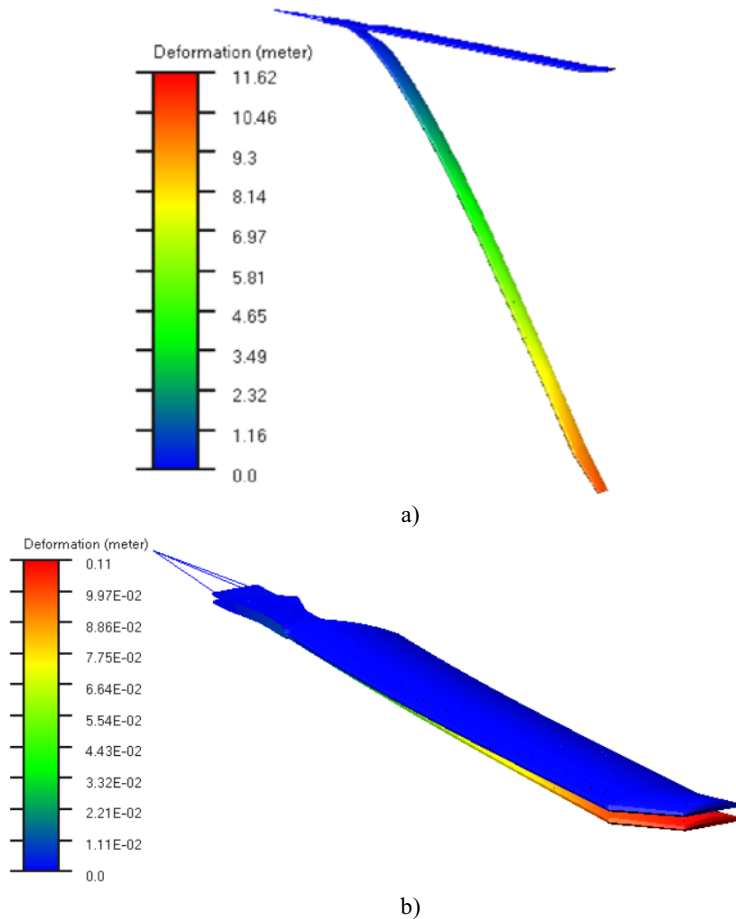 Deformation (meter)
11.62
10.46
9.3
8.14
6.97
5.81
4.65
3.49
2.32
1.16
0.0
a)
Deformation (meter)
0.11
9.97E-02
8.86E-02
7.75E-02
6.64E-02
5.54E-02
4.43E-02
3.32E-02
2.21E-02
1.11E-02
0.0
b)